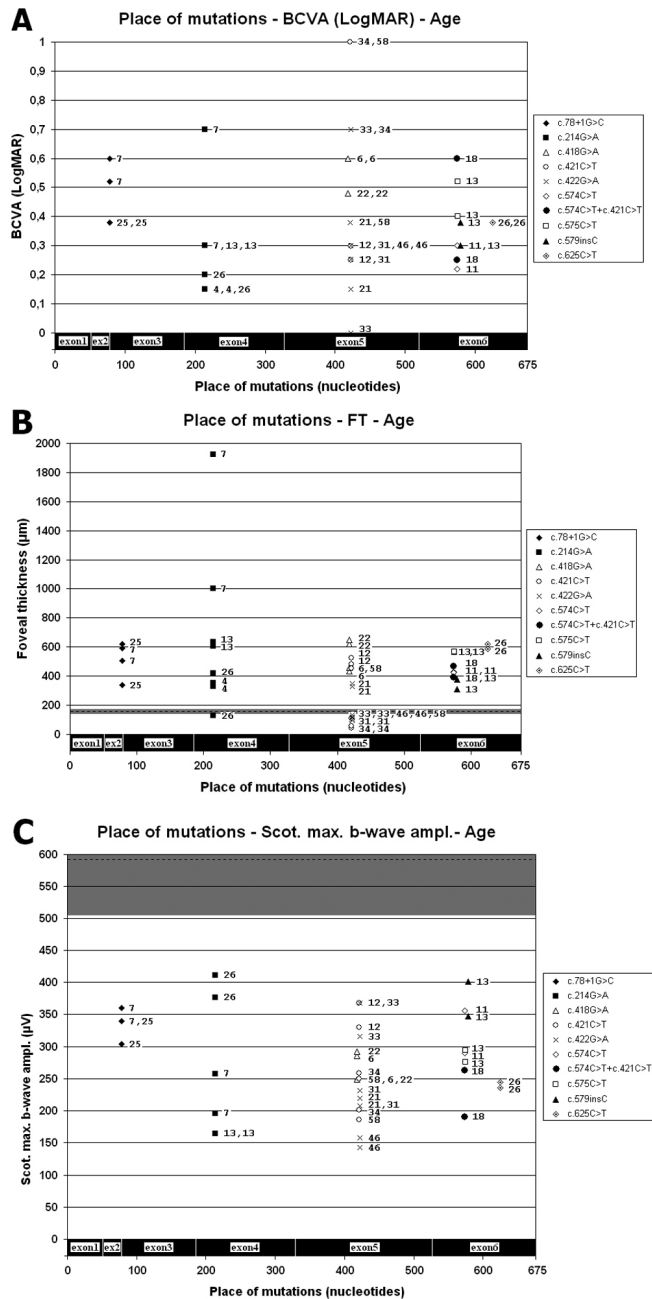 A
Place of mutations - BCVA (LogMAR) - Age
BCVA (LogMAR)
1
0,9
0,8
0,7
0,6
0,5
0,4
0,3
0,2
0,1
0
34,58
7
33,34
7
6,6
18
7
22,22
13
25,25
21,58
13
13
26,26
7,13,13
12,31,46,46
11,13
12,31
18
26
11
4,4,26
21
33
exon1
ex2
exon3
exon4
exon5
exon6
0
100
200
300
400
500
600
675
Place of mutations (nucleotides)
c.78+1G>C
c.214G>A
c.418G>A
c.421C>T
c.422G>A
c.574C>T
c.574C>T+c.421C>T
c.575C>T
c.579insC
c.625C>T
B
Place of mutations - FT - Age
Foveal thickness (μm)
2000
1800
1600
1400
1200
1000
800
600
400
200
0
7
7
25
7
7
25
13
13
26
4
4
26
22
22
12
12
6,58
6
21
21
33,33,46,46,58
31,31
34,34
13,13
18
11,11
18,13
13
26
26
exon1
ex2
exon3
exon4
exon5
exon6
0
100
200
300
400
500
600
675
Place of mutations (nucleotides)
c.78+1G>C
c.214G>A
c.418G>A
c.421C>T
c.422G>A
c.574C>T
c.574C>T+c.421C>T
c.575C>T
c.579insC
c.625C>T
C
Place of mutations - Scot. max. b-wave ampl.- Age
Scot. max. b-wave ampl. (μV)
600
550
500
450
400
350
300
250
200
150
100
50
0
7
7,25
25
26
26
7
7
13,13
12,33
12
33
22
6
34
58,6,22
31
21
21,31
34
58
46
46
13
11
13
13
11
13
18
18
26
26
exon1
ex2
exon3
exon4
exon5
exon6
0
100
200
300
400
500
600
675
Place of mutations (nucleotides)
c.78+1G>C
c.214G>A
c.418G>A
c.421C>T
c.422G>A
c.574C>T
c.574C>T+c.421C>T
c.575C>T
c.579insC
c.625C>T